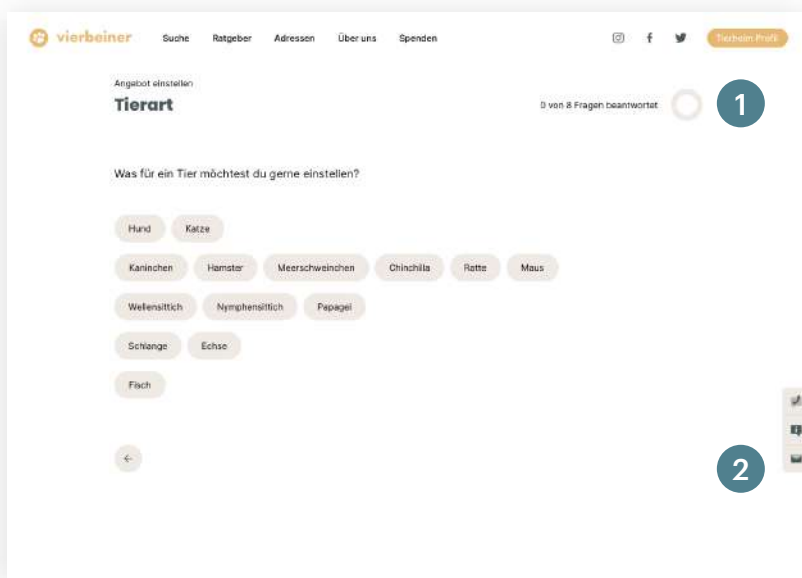 vierbeiner Suche Ratgeber Adressen Über uns Spenden Tierheim Profil
Angebot einstellen
Tierart
0 von 8 Fragen beantwortet
1
Was für ein Tier möchtest du gerne einstellen?
Hund Katze
Kaninchen Hamster Meerschweinchen Chinchilla Ratte Maus
Wellensittich Nymphensittich Papagei
Schlange Echse
Fisch
2